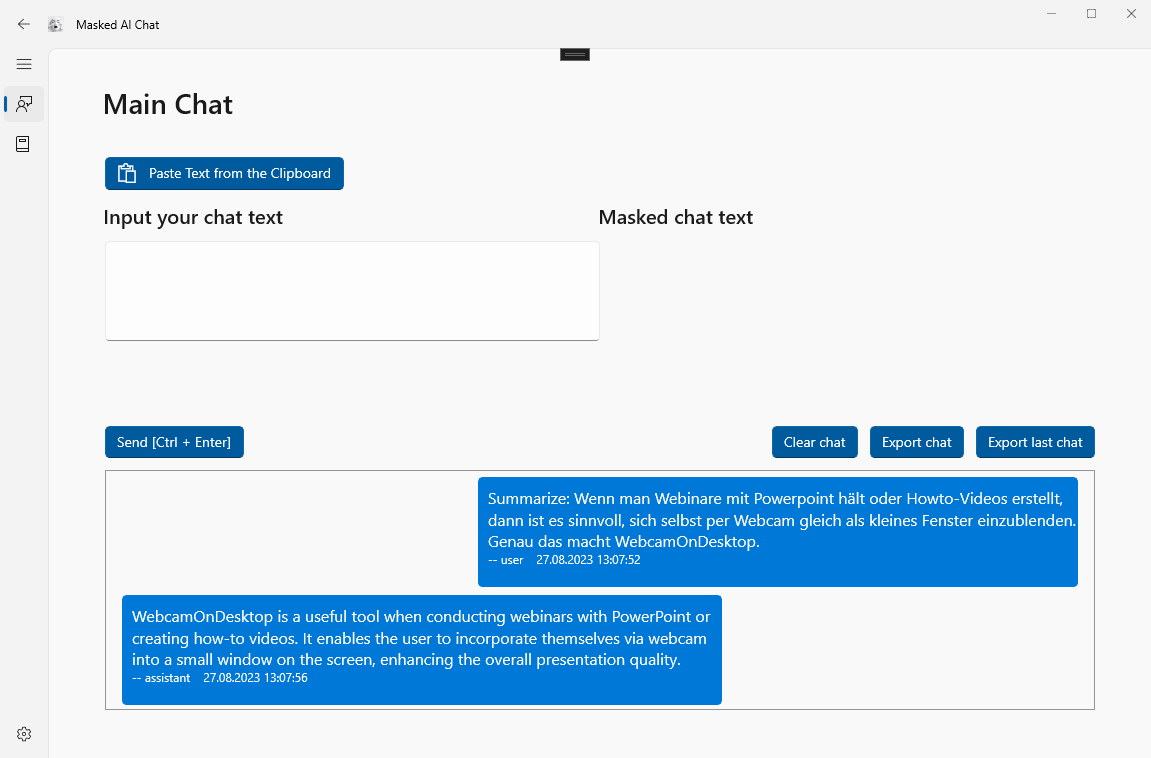 Masked AI Chat
Main Chat
Paste Text from the Clipboard
Input your chat text
Masked chat text
Send [Ctrl + Enter]
Clear chat
Export chat
Export last chat
Summarize: Wenn man Webinare mit Powerpoint hält oder Howto-Videos erstellt,
dann ist es sinnvoll, sich selbst per Webcam gleich als kleines Fenster einzublenden.
Genau das macht WebcamOnDesktop.
-- user 27.08.2023 13:07:52
WebcamOnDesktop is a useful tool when conducting webinars with PowerPoint or
creating how-to videos. It enables the user to incorporate themselves via webcam
into a small window on the screen, enhancing the overall presentation quality.
-- assistant 27.08.2023 13:07:56